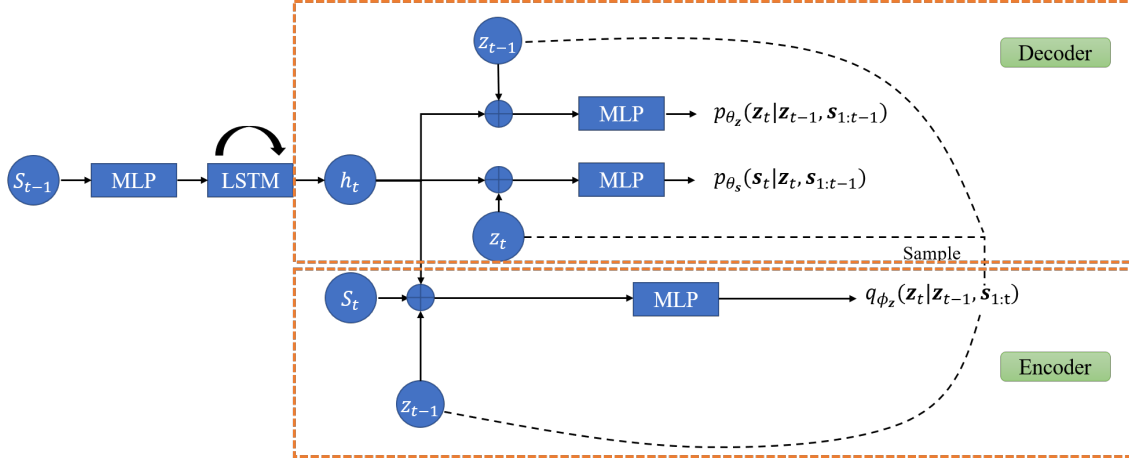 z_{t-1}
Decoder
MLP
p_{θ_z}(z_t|z_{t-1}, s_{1:t-1})
S_{t-1}
MLP
LSTM
h_t
MLP
p_{θ_s}(s_t|z_t, s_{1:t-1})
z_t
Sample
S_t
MLP
q_{ϕ_z}(z_t|z_{t-1}, s_{1:t})
Encoder
z_{t-1}